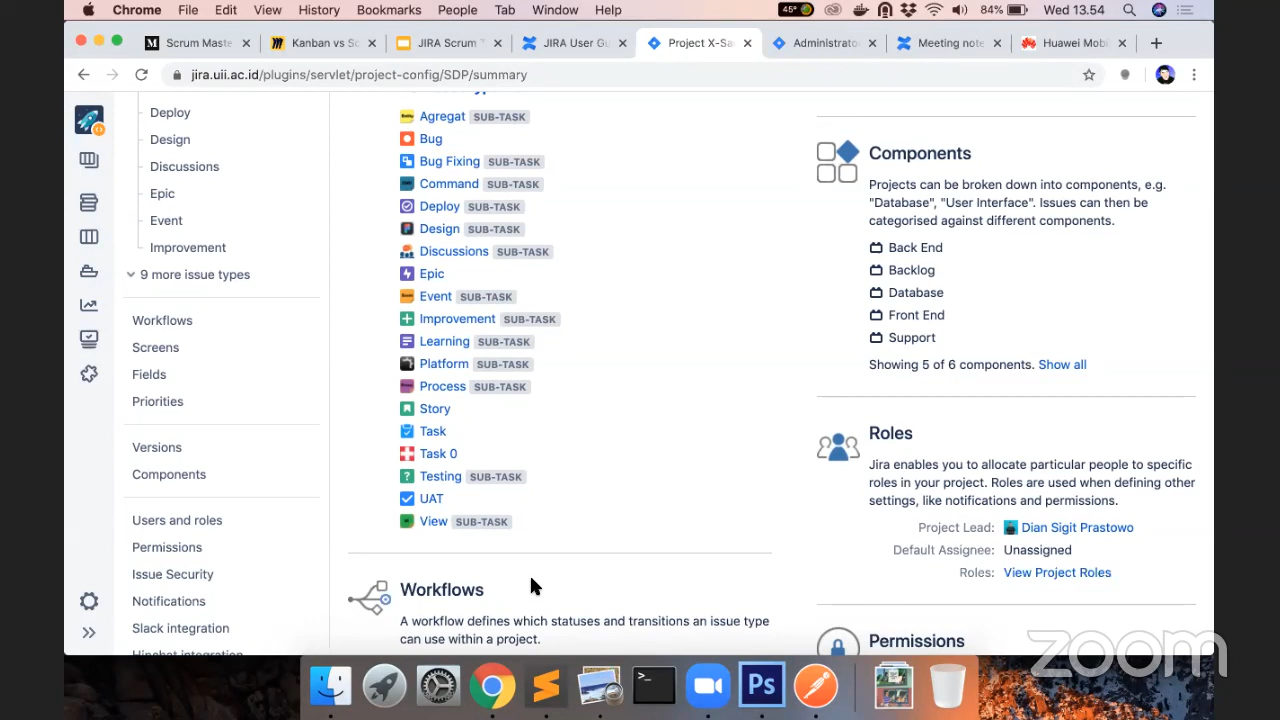 Chrome File Edit View History Bookmarks People Tab Window Help 45° 84% Wed 13.54
Scrum Maste Kanban vs Sc JIRA Scrum JIRA User Gu Project X-Sa Administrato Meeting note Huawei Mobi
jira.uii.ac.id/plugins/servlet/project-config/SDP/summary
Deploy
Design
Discussions
Epic
Event
Improvement
9 more issue types
Workflows
Screens
Fields
Priorities
Versions
Components
Users and roles
Permissions
Issue Security
Notifications
Slack integration
Hipchat integration
Agregat SUB-TASK
Bug
Bug Fixing SUB-TASK
Command SUB-TASK
Deploy SUB-TASK
Design SUB-TASK
Discussions SUB-TASK
Epic
Event SUB-TASK
Improvement SUB-TASK
Learning SUB-TASK
Platform SUB-TASK
Process SUB-TASK
Story
Task
Task 0
Testing SUB-TASK
UAT
View SUB-TASK
Workflows
A workflow defines which statuses and transitions an issue type
can use within a project.
Components
Projects can be broken down into components, e.g.
"Database", "User Interface". Issues can then be
categorised against different components.
Back End
Backlog
Database
Front End
Support
Showing 5 of 6 components. Show all
Roles
Jira enables you to allocate particular people to specific
roles in your project. Roles are used when defining other
settings, like notifications and permissions.
Project Lead: Dian Sigit Prastowo
Default Assignee: Unassigned
Roles: View Project Roles
Permissions
zoom
Ps